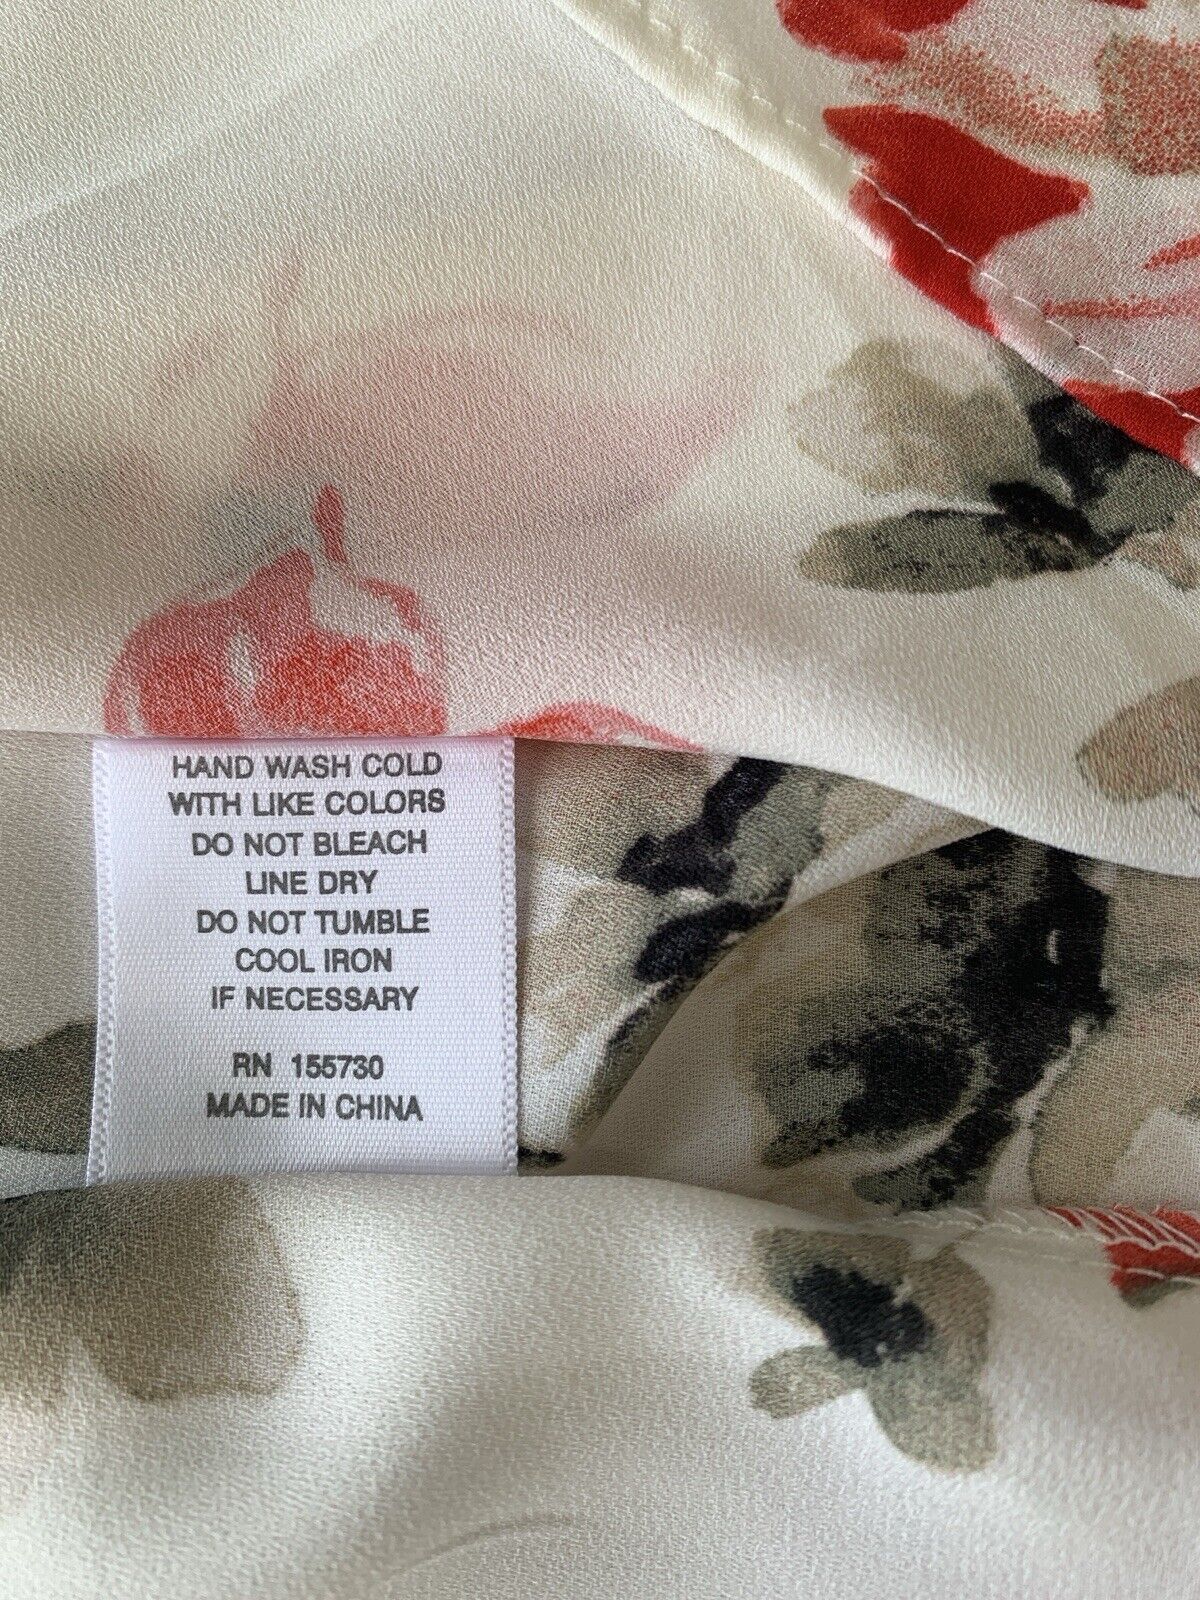 HAND WASH COLD
WITH LIKE COLORS
DO NOT BLEACH
LINE DRY
DO NOT TUMBLE
COOL IRON
IF NECESSARY
RN 155730
MADE IN CHINA